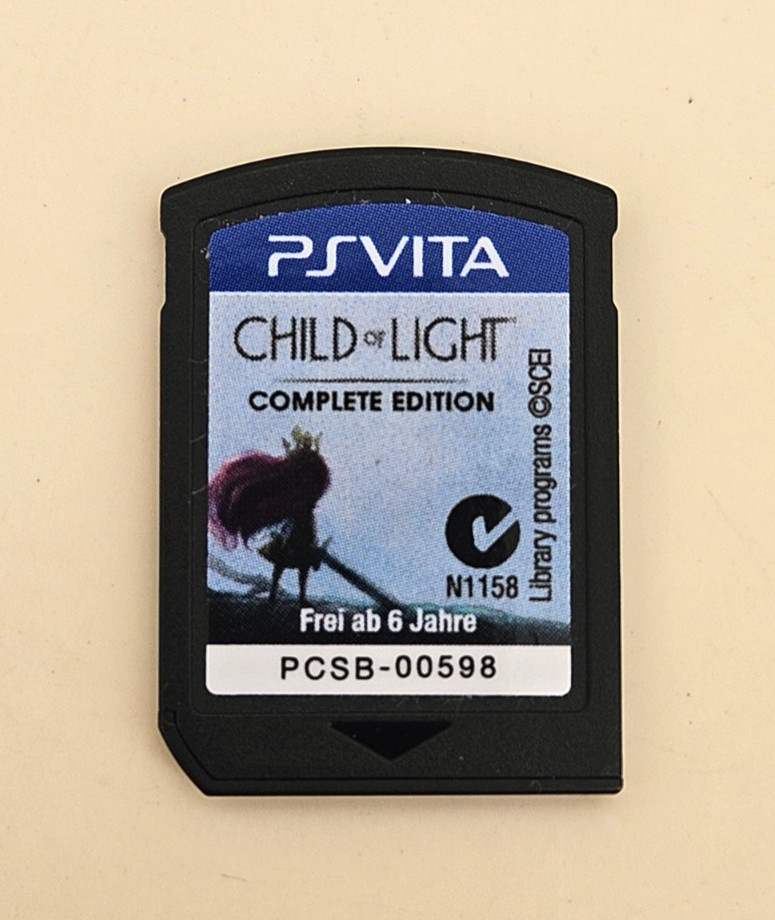 PSVITA
CHILD OF LIGHT
COMPLETE EDITION
Library programs ©SCEI
N1158
Frei ab 6 Jahre
PCSB-00598